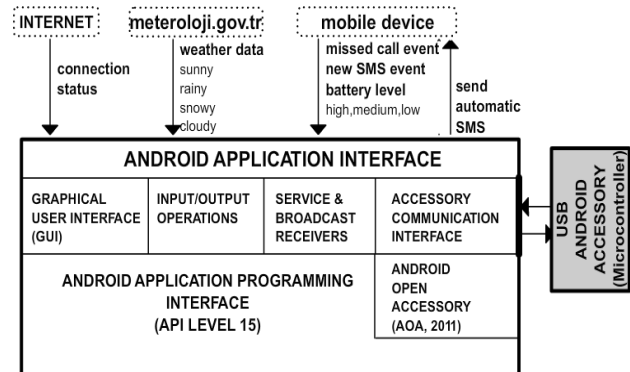 INTERNET
meteroloji.gov.tr
mobile device
connection
status
weather data
sunny
rainy
snowy
cloudy
missed call event
new SMS event
battery level
high,medium,low
send
automatic
SMS
ANDROID APPLICATION INTERFACE
GRAPHICAL
USER INTERFACE
(GUI)
INPUT/OUTPUT
OPERATIONS
SERVICE &
BROADCAST
RECEIVERS
ACCESSORY
COMMUNICATION
INTERFACE
USB
ANDROID
ACCESSORY
(Microcontroller)
ANDROID APPLICATION PROGRAMMING
INTERFACE
(API LEVEL 15)
ANDROID
OPEN
ACCESSORY
(AOA, 2011)